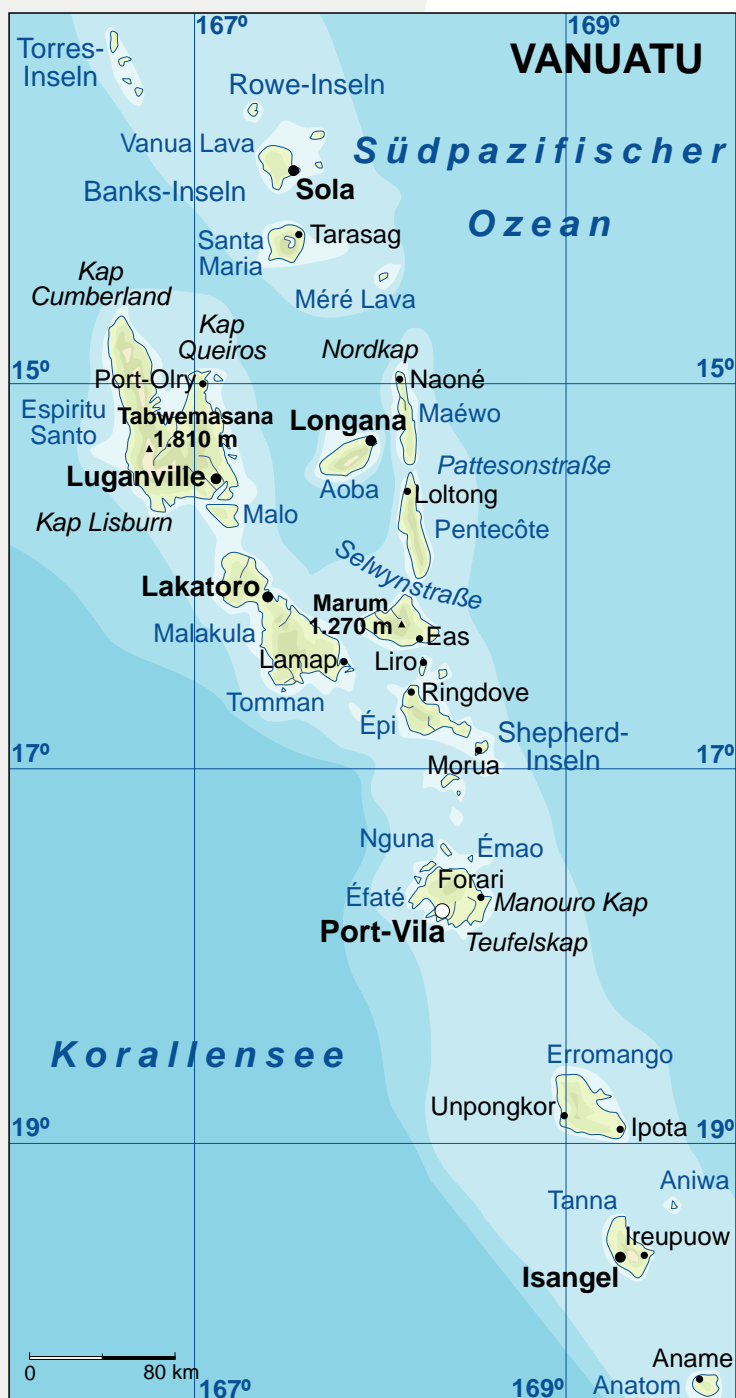 167º
169º
VANUATU
Torres-
Inseln
Rowe-Inseln
Vanua Lava
Südpazifischer
Ozean
Banks-Inseln
Sola
Santa
Maria
Tarasag
Kap
Cumberland
Méré Lava
Kap
Queiros
Nordkap
15º
15º
Port-Olry
Naoné
Espiritu
Santo
Tabwemasana
1.810 m
Longana
Maéwo
Luganville
Aoba
Pattesonstraße
Loltong
Kap Lisburn
Malo
Pentecôte
Selwynstraße
Lakatoro
Marum
1.270 m
Malakula
Eas
Lamap
Liro
Tomman
Ringdove
Épi
Shepherd-
Inseln
17º
17º
Morua
Nguna
Émao
Forari
Éfaté
Manouro Kap
Port-Vila
Teufelskap
Korallensee
Erromango
Unpongkor
Ipota
19º
19º
Aniwa
Tanna
Ireupuow
Isangel
0
80 km
Aname
Anatom
167º
169º